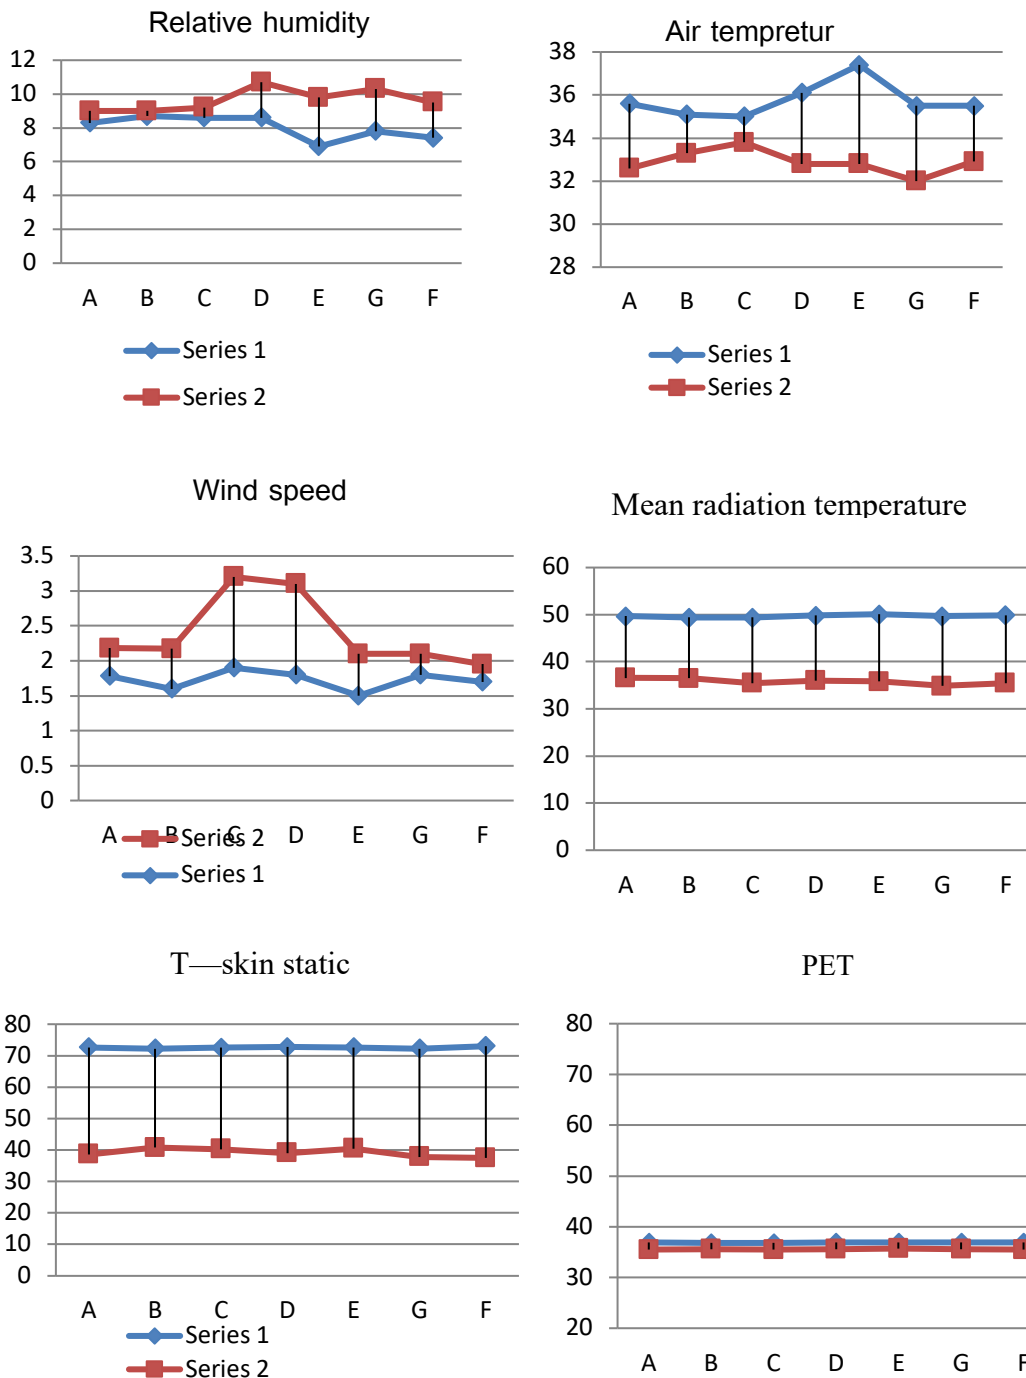 Relative humidity
12
10
8
6
4
2
0
A B C D E G F
Series 1
Series 2
Air tempretur
38
36
34
32
30
28
A B C D E G F
Series 1
Series 2
Wind speed
3.5
3
2.5
2
1.5
1
0.5
0
A B C D E G F
Series 2
Series 1
Mean radiation temperature
60
50
40
30
20
10
0
A B C D E G F
T—skin static
80
70
60
50
40
30
20
10
0
A B C D E G F
Series 1
Series 2
PET
80
70
60
50
40
30
20
A B C D E G F